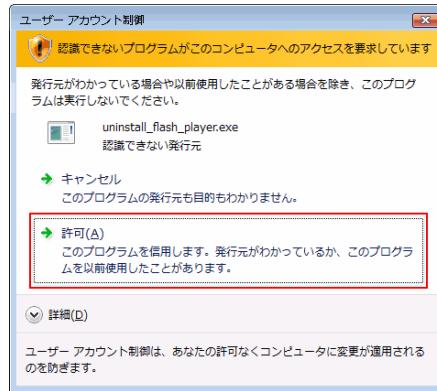 ユーザー アカウント制御
認識できないプログラムがこのコンピュータへのアクセスを要求しています
発行元がわかっている場合や以前使用したことがある場合を除き、このプログ
ラムは実行しないでください。
uninstall_flash_player.exe
認識できない発行元
キャンセル
このプログラムの発行元も目的もわかりません。
許可(A)
このプログラムを信用します。発行元がわかっているか、このプログラ
ムを以前使用したことがあります。
詳細(D)
ユーザー アカウント制御は、あなたの許可なくコンピュータに変更が適用される
のを防ぎます。